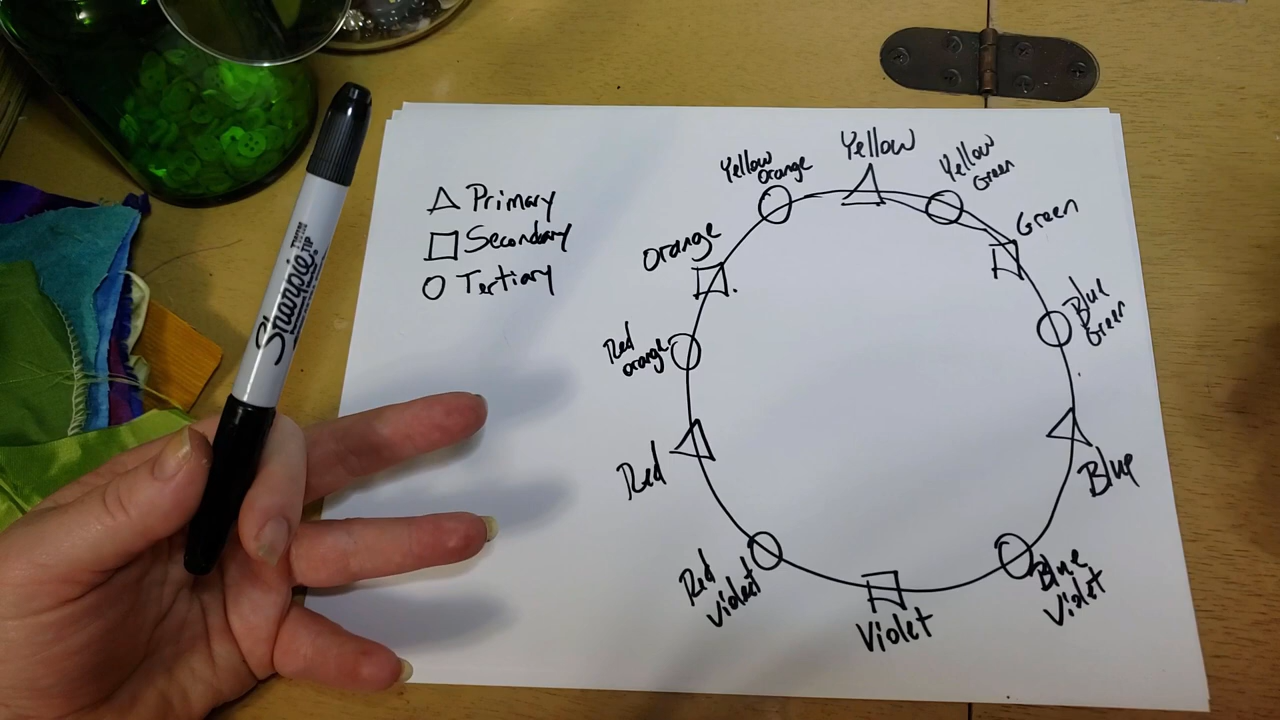 △ Primary
□ Secondary
○ Tertiary
Yellow
Yellow
Orange
Yellow
Green
Orange
Green
Red
Orange
Blue
Green
Red
Blue
Red
Violet
Blue
Violet
Violet
Sharpie